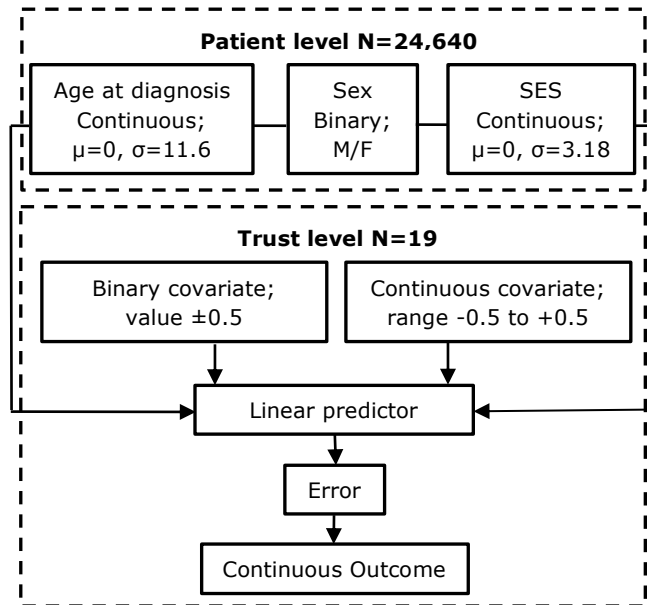 Patient level N=24,640
Age at diagnosis
Continuous;
μ=0, σ=11.6
Sex
Binary;
M/F
SES
Continuous;
μ=0, σ=3.18
Trust level N=19
Binary covariate;
value ±0.5
Continuous covariate;
range -0.5 to +0.5
Linear predictor
Error
Continuous Outcome